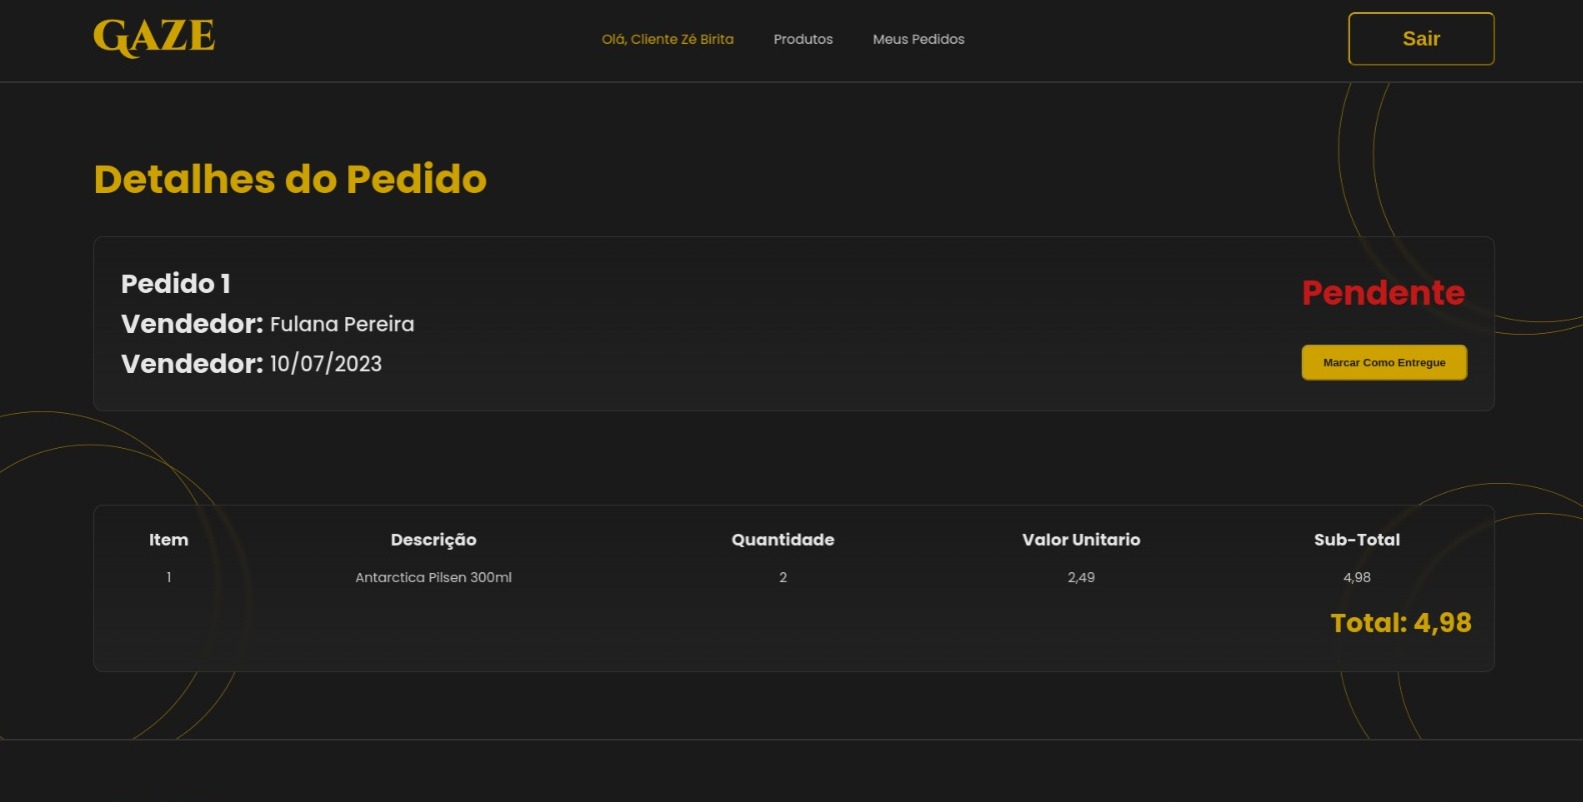 GAZE
Olá, Cliente Zé Birita Produtos Meus Pedidos
Sair
Detalhes do Pedido
Pedido 1
Vendedor: Fulana Pereira
Vendedor: 10/07/2023
Pendente
Marcar Como Entregue
Item Descrição Quantidade Valor Unitario Sub-Total
1 Antarctica Pilsen 300ml 2 2,49 4,98
Total: 4,98